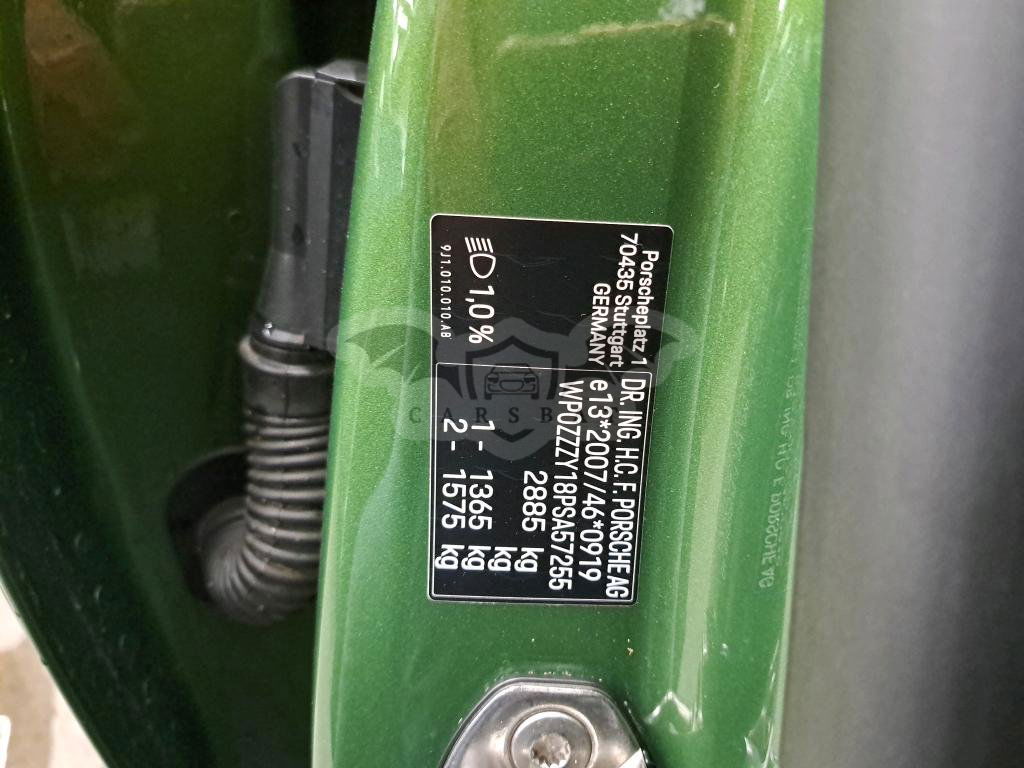 Porscheplatz 1
70435 Stuttgart
GERMANY
1,0 %
9J1.010.010.AB
DR. ING. H.C. F. PORSCHE AG
e13*2007/46*0919
WP0ZZZY18PSA57255
2885 kg
kg
1 - 1365 kg
2 - 1575 kg